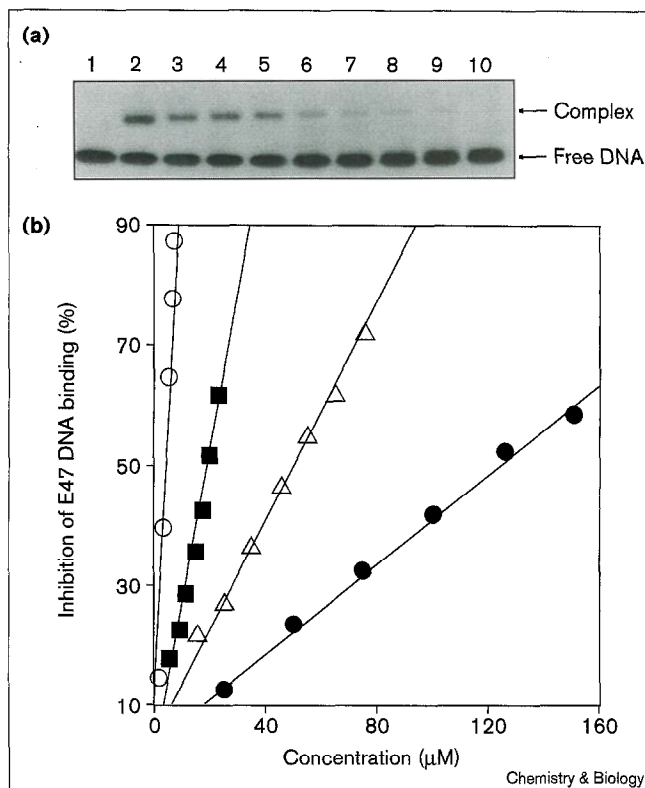 (a)
1 2 3 4 5 6 7 8 9 10
Complex
Free DNA
(b)
90
70
50
30
10
Inhibition of E47 DNA binding (%)
0 40 80 120 160
Concentration (μM)
Chemistry & Biology